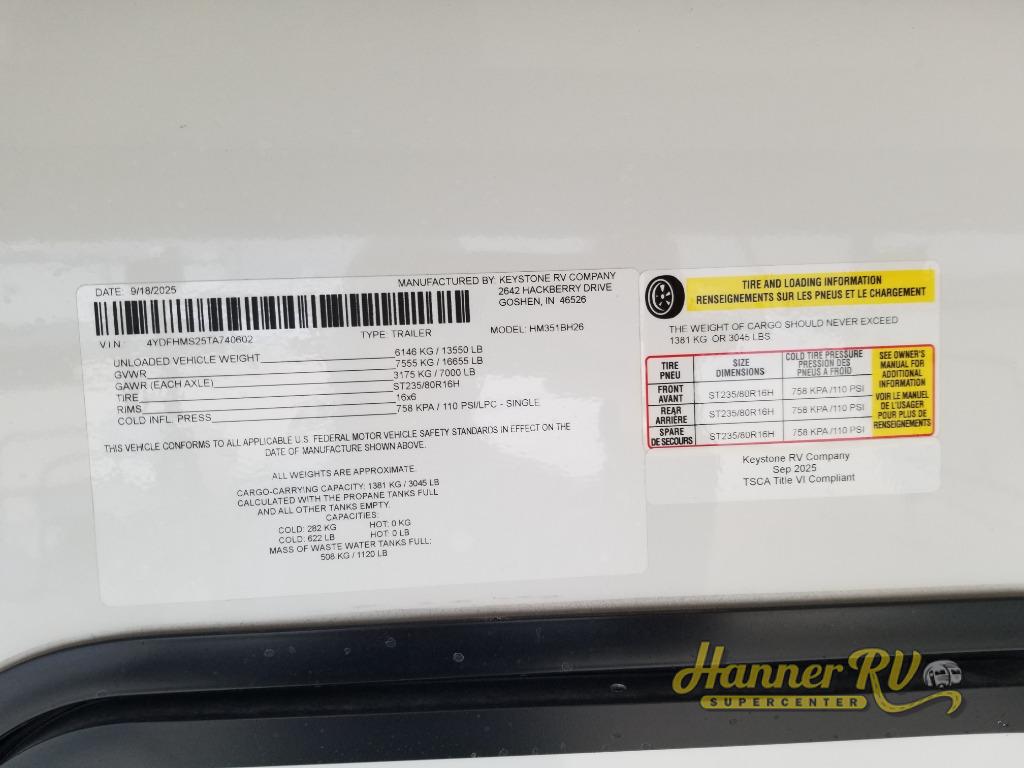 DATE: 9/18/2025
MANUFACTURED BY: KEYSTONE RV COMPANY
2642 HACKBERRY DRIVE
GOSHEN, IN 46526
VIN: 4YDFHMS25TA740602
TYPE: TRAILER
MODEL: HM351BH26
UNLOADED VEHICLE WEIGHT 6146 KG / 13550 LB
GVWR 7555 KG / 16655 LB
GAWR (EACH AXLE) 3175 KG / 7000 LB
TIRE ST235/80R16H
RIMS 16x6
COLD INFL. PRESS 758 KPA / 110 PSI/LPC - SINGLE
THIS VEHICLE CONFORMS TO ALL APPLICABLE U.S. FEDERAL MOTOR VEHICLE SAFETY STANDARDS IN EFFECT ON THE
DATE OF MANUFACTURE SHOWN ABOVE.
ALL WEIGHTS ARE APPROXIMATE.
CARGO-CARRYING CAPACITY: 1381 KG / 3045 LB
CALCULATED WITH THE PROPANE TANKS FULL
AND ALL OTHER TANKS EMPTY.
CAPACITIES:
COLD: 282 KG HOT: 0 KG
COLD: 622 LB HOT: 0 LB
MASS OF WASTE WATER TANKS FULL:
508 KG / 1120 LB
TIRE AND LOADING INFORMATION
RENSEIGNEMENTS SUR LES PNEUS ET LE CHARGEMENT
THE WEIGHT OF CARGO SHOULD NEVER EXCEED
1381 KG OR 3045 LBS
TIRE
PNEU
SIZE
DIMENSIONS
COLD TIRE PRESSURE
PRESSION DES
PNEUS A FROID
SEE OWNER'S
MANUAL FOR
ADDITIONAL
INFORMATION
VOIR LE MANUEL
DE L'USAGER
POUR PLUS DE
RENSEIGNEMENTS
FRONT
AVANT
ST235/80R16H
758 KPA /110 PSI
REAR
ARRIÈRE
ST235/80R16H
758 KPA /110 PSI
SPARE
DE SECOURS
ST235/80R16H
758 KPA /110 PSI
Keystone RV Company
Sep 2025
TSCA Title VI Compliant
Hanner RV
SUPERCENTER